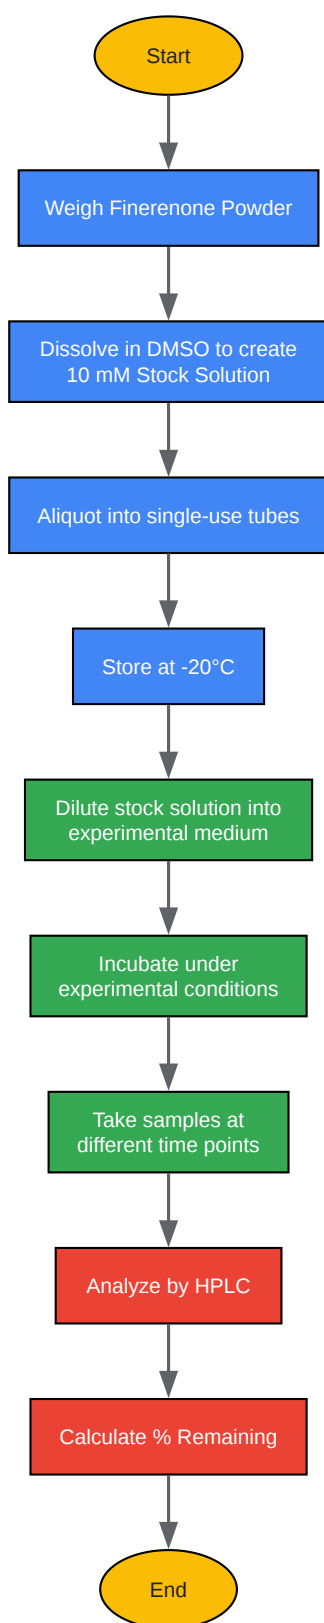 Start
Weigh Finerenone Powder
Dissolve in DMSO to create
10 mM Stock Solution
Aliquot into single-use tubes
Store at -20°C
Dilute stock solution into
experimental medium
Incubate under
experimental conditions
Take samples at
different time points
Analyze by HPLC
Calculate % Remaining
End